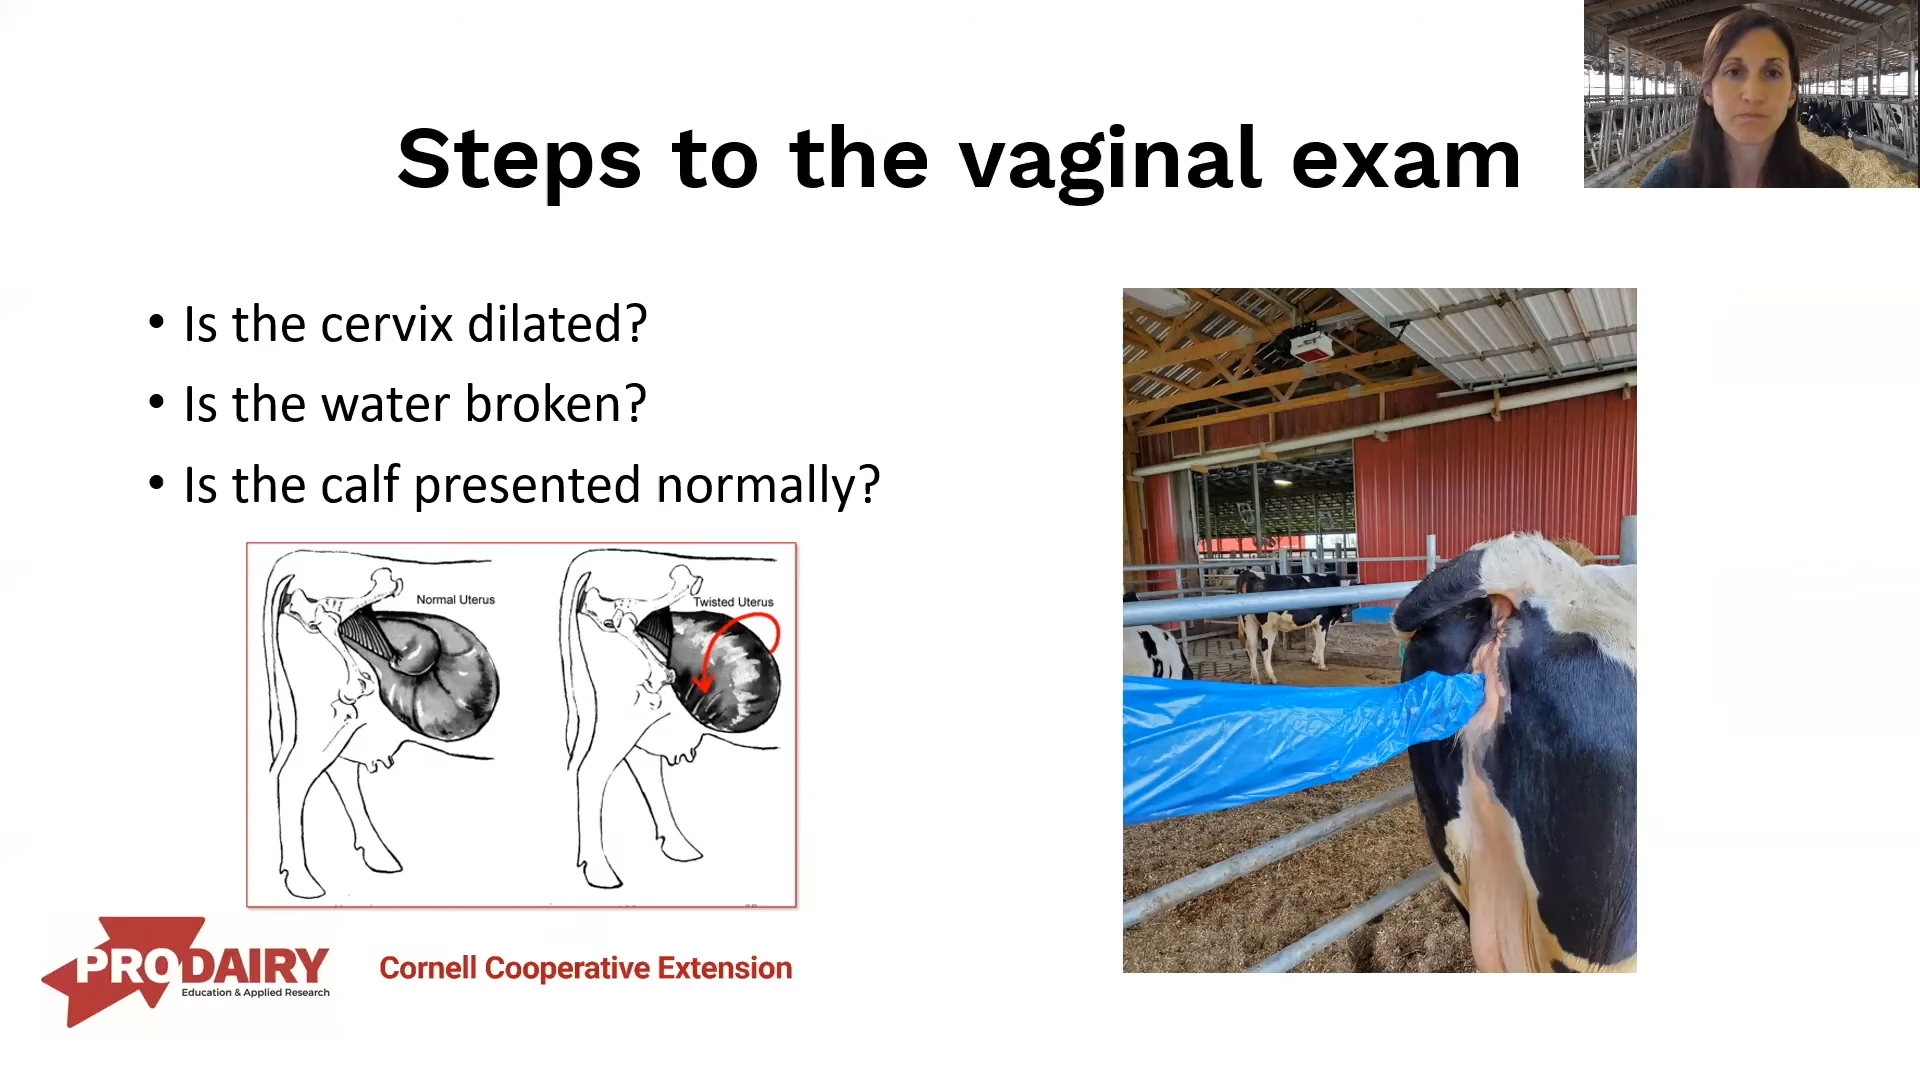 Steps to the vaginal exam
• Is the cervix dilated?
• Is the water broken?
• Is the calf presented normally?
Normal Uterus
Twisted Uterus
PRODAIRY
Education & Applied Research
Cornell Cooperative Extension